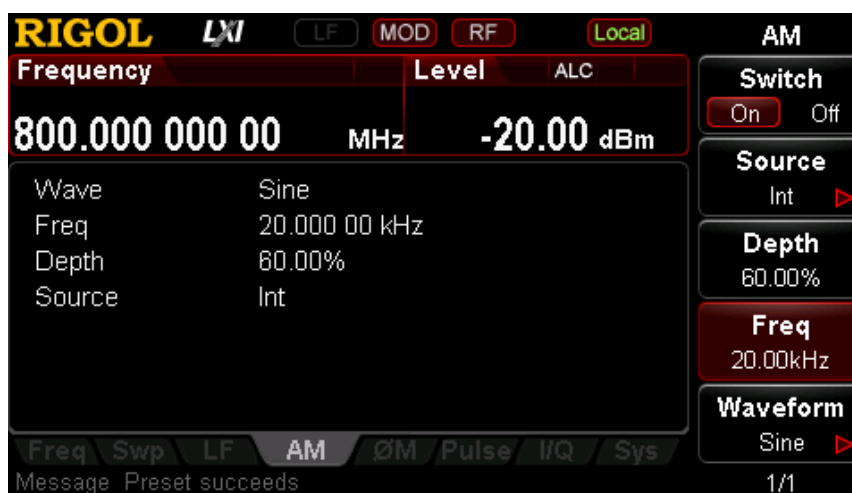 RIGOL LXI LF MOD RF Local AM
Frequency Level ALC
800.000 000 00 MHz -20.00 dBm
Switch
On Off
Source
Int
Depth
60.00%
Freq
20.00kHz
Waveform
Sine
1/1
Wave Sine
Freq 20.000 00 kHz
Depth 60.00%
Source Int
Freq Swp LF AM ØM Pulse I/Q Sys
Message Preset succeeds